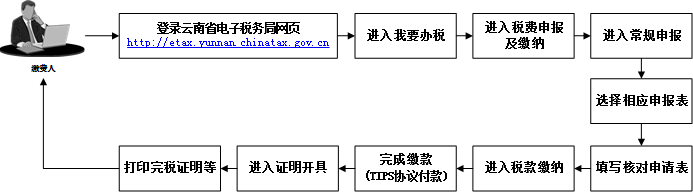 缴费人
登录云南省电子税务局网页
http://etax.yunnan.chinatax.gov.cn
进入我要办税
进入税费申报
及缴纳
进入常规申报
选择相应申报表
填写核对申请表
进入税款缴纳
完成缴款
(TIPS协议付款)
进入证明开具
打印完税证明等